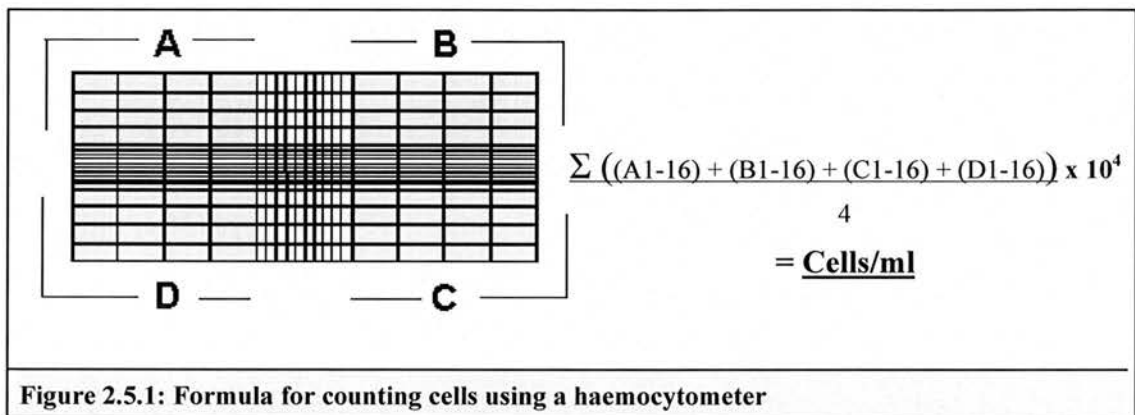 A B
∑ ((A1-16) + (B1-16) + (C1-16) + (D1-16)) x 10⁴
4
= Cells/ml
D C
Figure 2.5.1: Formula for counting cells using a haemocytometer